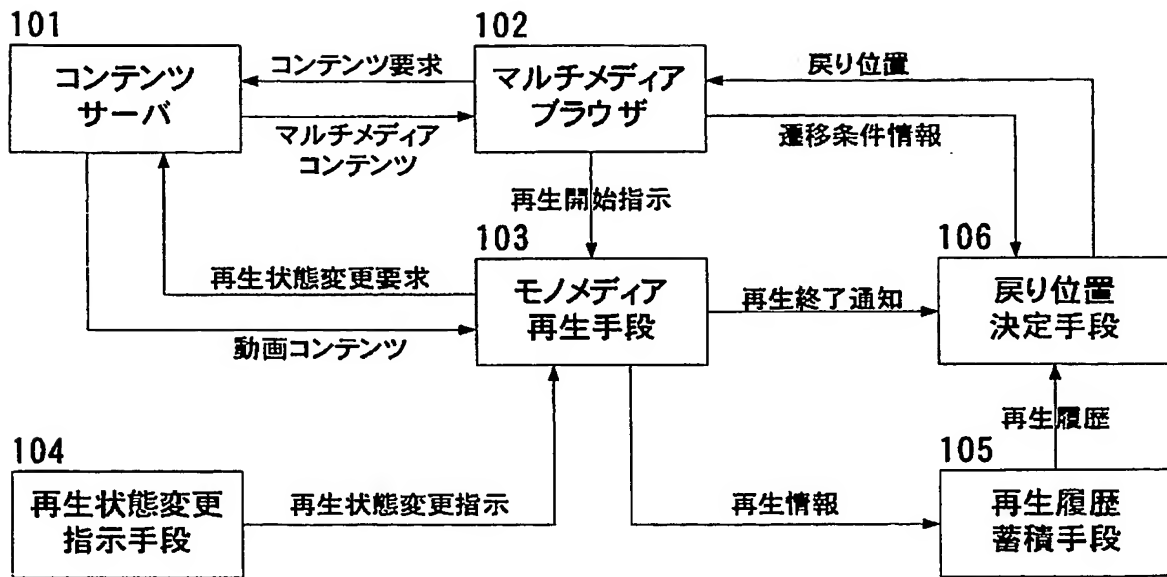 101
コンテンツ
サーバ
コンテンツ要求
マルチメディア
コンテンツ
102
マルチメディア
ブラウザ
戻り位置
遷移条件情報
再生開始指示
103
モノメディア
再生手段
再生状態変更要求
動画コンテンツ
再生終了通知
106
戻り位置
決定手段
再生履歴
104
再生状態変更
指示手段
再生状態変更指示
再生情報
105
再生履歴
蓄積手段